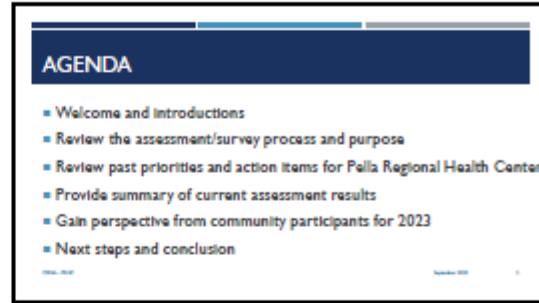 AGENDA
Welcome and introductions
Review the assessment/survey process and purpose
Review past priorities and action items for Pella Regional Health Center
Provide summary of current assessment results
Gain perspective from community participants for 2023
Next steps and conclusion